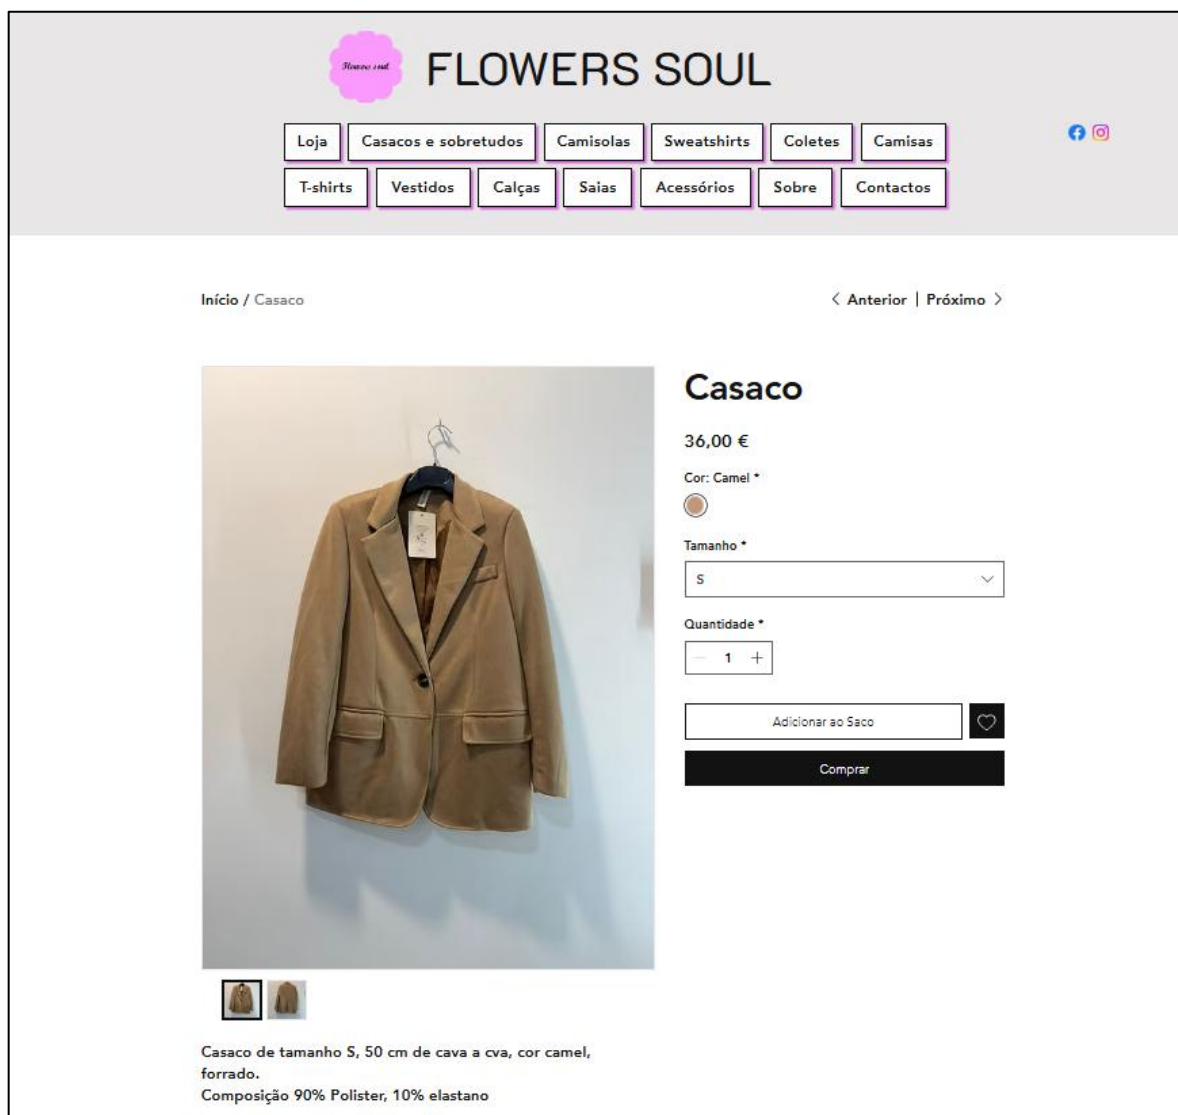 Flowers soul
FLOWERS SOUL
Loja
Casacos e sobretudos
Camisolas
Sweatshirts
Coletes
Camisas
T-shirts
Vestidos
Calças
Saias
Acessórios
Sobre
Contactos
Início / Casaco
< Anterior | Próximo >
Casaco
36,00 €
Cor: Camel *
Tamanho *
S
Quantidade *
1
Adicionar ao Saco
Comprar
Casaco de tamanho S, 50 cm de cava a cva, cor camel,
forrado.
Composição 90% Polister, 10% elastano